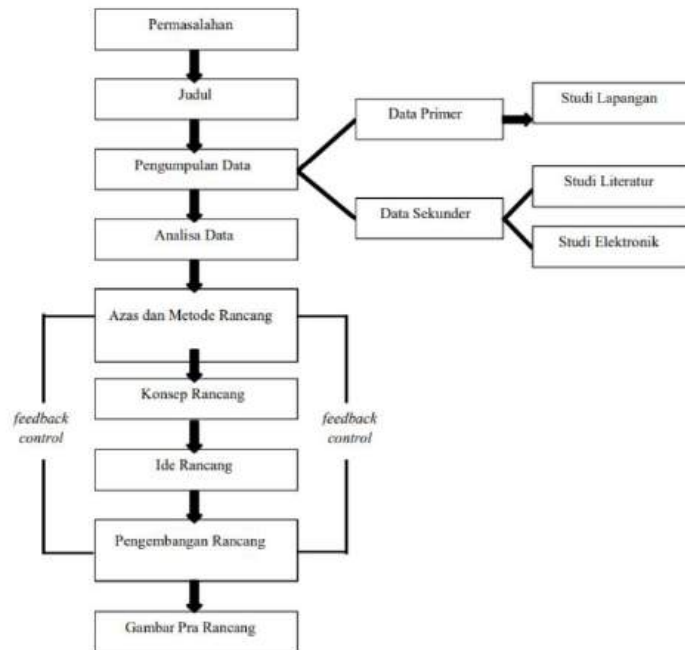 Permasalahan
Judul
Pengumpulan Data
Data Primer
Studi Lapangan
Data Sekunder
Studi Literatur
Studi Elektronik
Analisa Data
Azas dan Metode Rancang
Konsep Rancang
feedback
control
feedback
control
Ide Rancang
Pengembangan Rancang
Gambar Pra Rancang